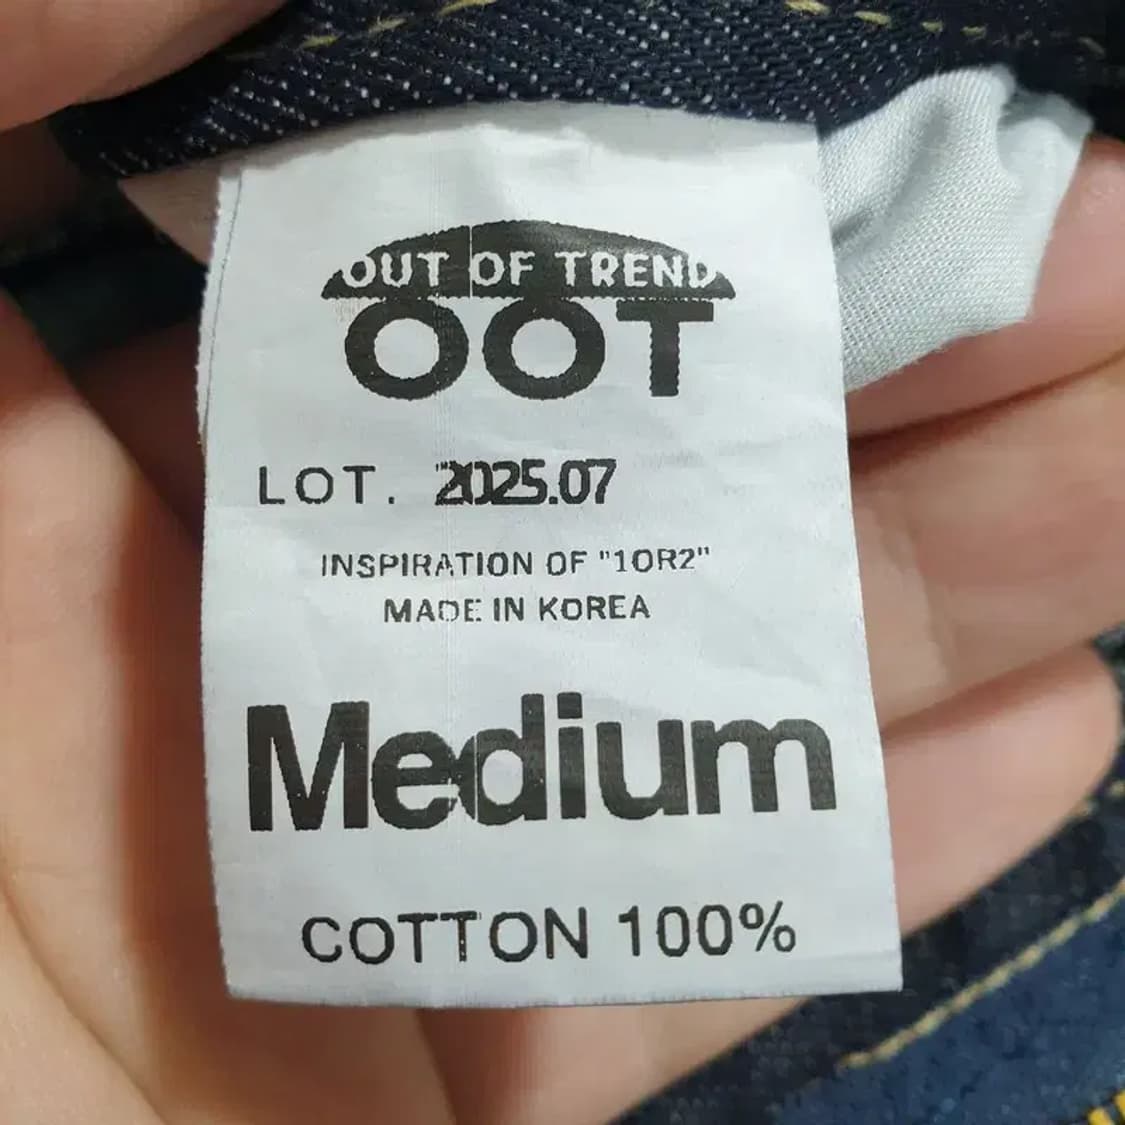 OUT OF TREND
OOT
LOT. 2025.07
INSPIRATION OF "1OR2"
MADE IN KOREA
Medium
COTTON 100%